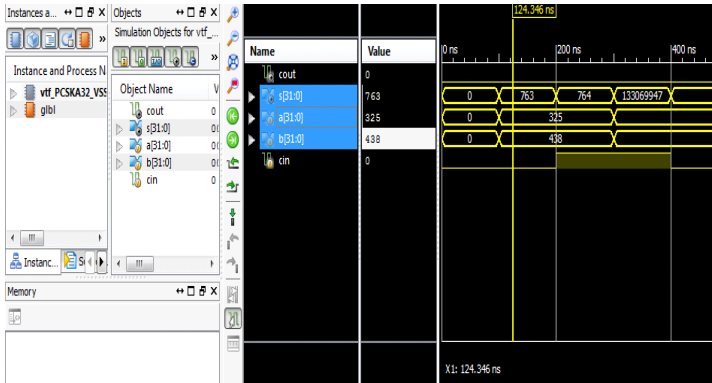 Instances a...
Objects
Simulation Objects for vtf_...
»
»
Instance and Process N
vtf_PCSKA32_VSS
glbl
Object Name
V
cout
0
s[31:0]
a[31:0]
b[31:0]
cin
0
Instanc...
Memory
Name
Value
cout
0
s[31:0]
763
a[31:0]
325
b[31:0]
438
cin
0
124.346 ns
0 ns
200 ns
400 ns
0
763
764
133069947
0
325
0
438
X1: 124.346 ns